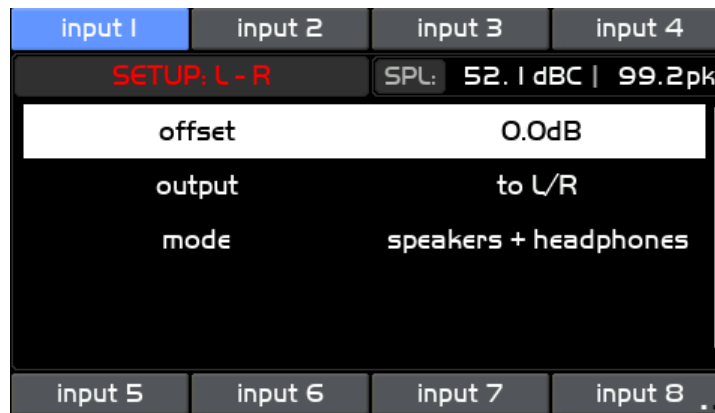 input 1 input 2 input 3 input 4
SETUP: L - R SPL: 52.1 dBC | 99.2pk
offset 0.0dB
output to L/R
mode speakers + headphones
input 5 input 6 input 7 input 8